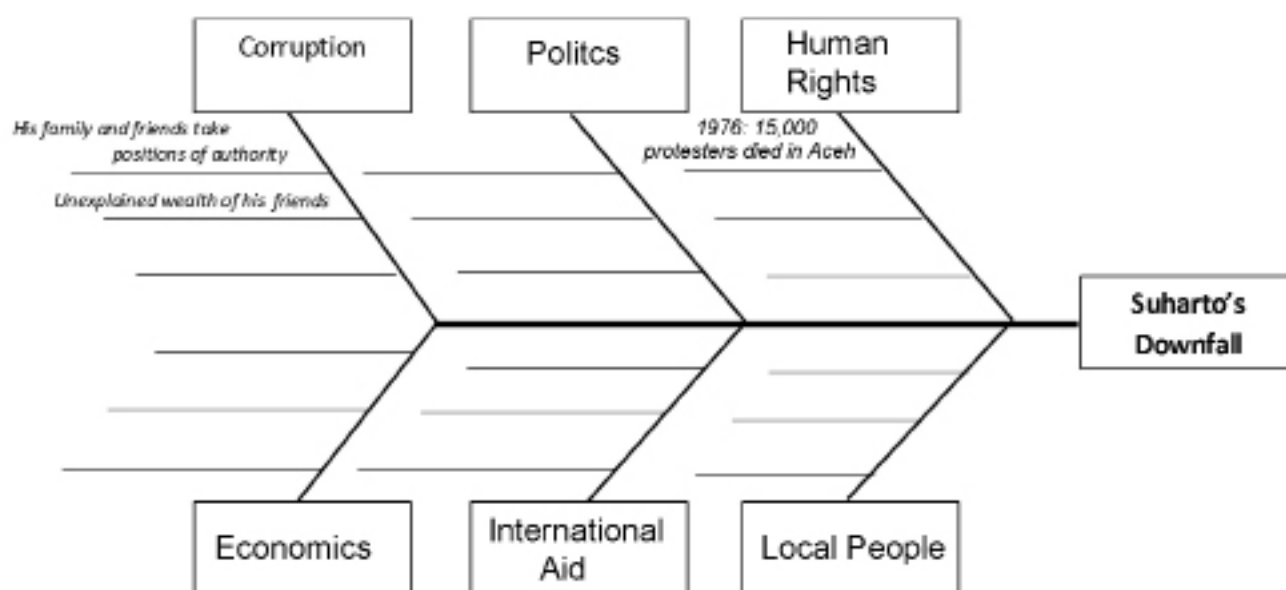 Corruption
Politcs
Human
Rights
His family and friends take
positions of authority
Unexplained wealth of his friends
1976: 15,000
protesters died in Aceh
Suharto's
Downfall
Economics
International
Aid
Local People